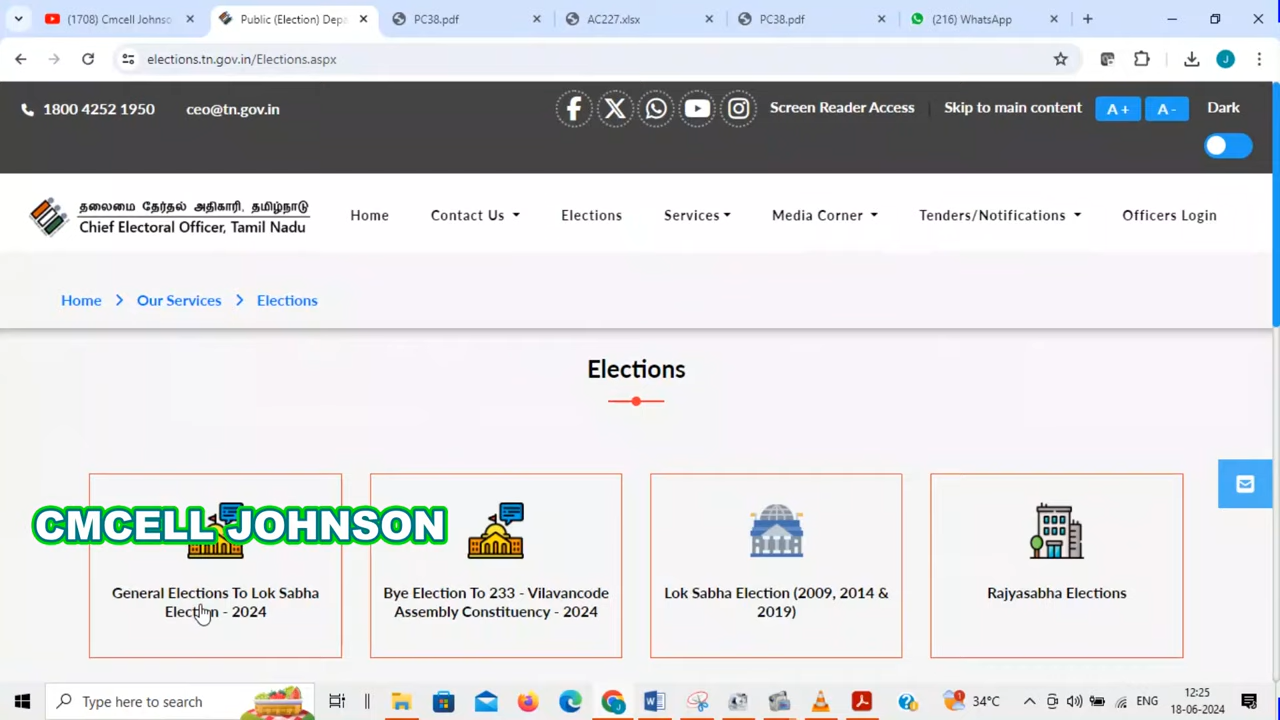 (1708) Cmcell Johnso
Public (Election) Depa
PC38.pdf
AC227.xlsx
PC38.pdf
(216) WhatsApp
elections.tn.gov.in/Elections.aspx
J
1800 4252 1950
ceo@tn.gov.in
Screen Reader Access
Skip to main content
A +
A -
Dark
தலைமை தேர்தல் அதிகாரி, தமிழ்நாடு
Chief Electoral Officer, Tamil Nadu
Home
Contact Us
Elections
Services
Media Corner
Tenders/Notifications
Officers Login
Home > Our Services > Elections
Elections
CMCELL JOHNSON
General Elections To Lok Sabha
Election - 2024
Bye Election To 233 - Vilavancode
Assembly Constituency - 2024
Lok Sabha Election (2009, 2014 &
2019)
Rajyasabha Elections
Type here to search
34°C
ENG
12:25
18-06-2024